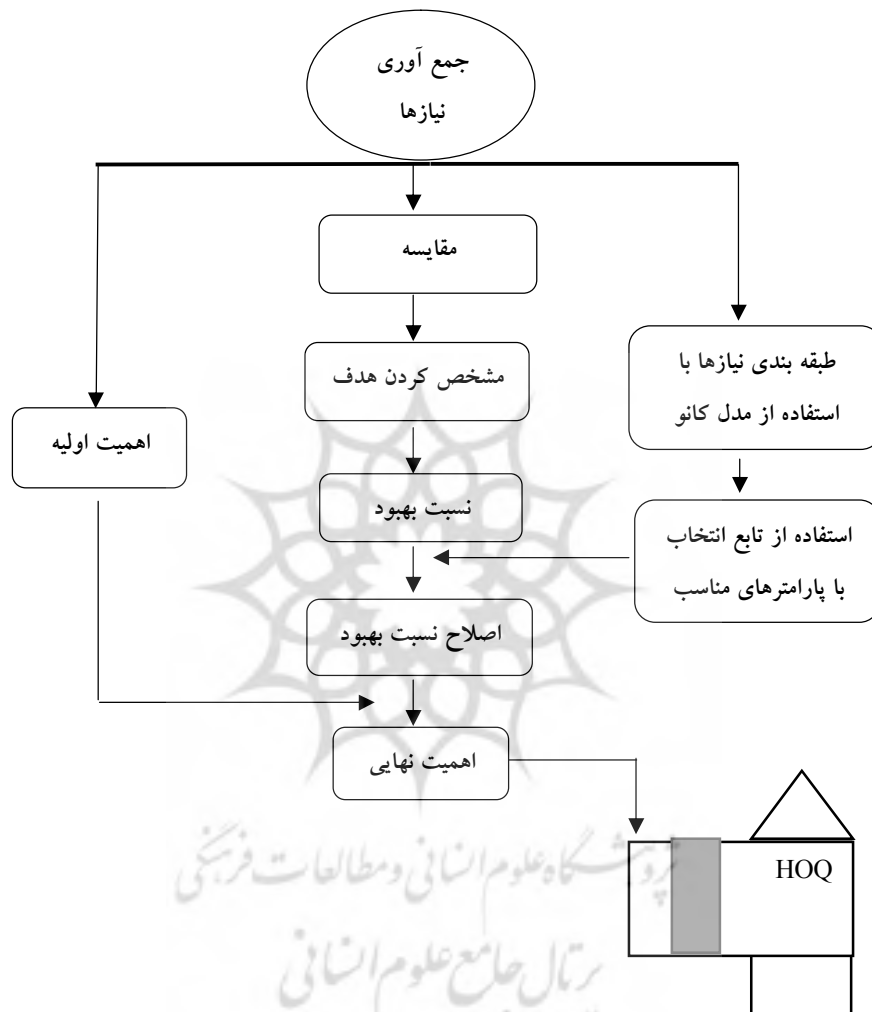 جمع آوری
نیازها
مقایسه
طبقه بندی نیازها با
استفاده از مدل کانو
مشخص کردن هدف
اهمیت اولیه
نسبت بهبود
استفاده از تابع انتخاب
با پارامترهای مناسب
اصلاح نسبت بهبود
اهمیت نهایی
HOQ
پژوهشگاه علوم انسانی و مطالعات فرهنگی
پرتال جامع علوم انسانی